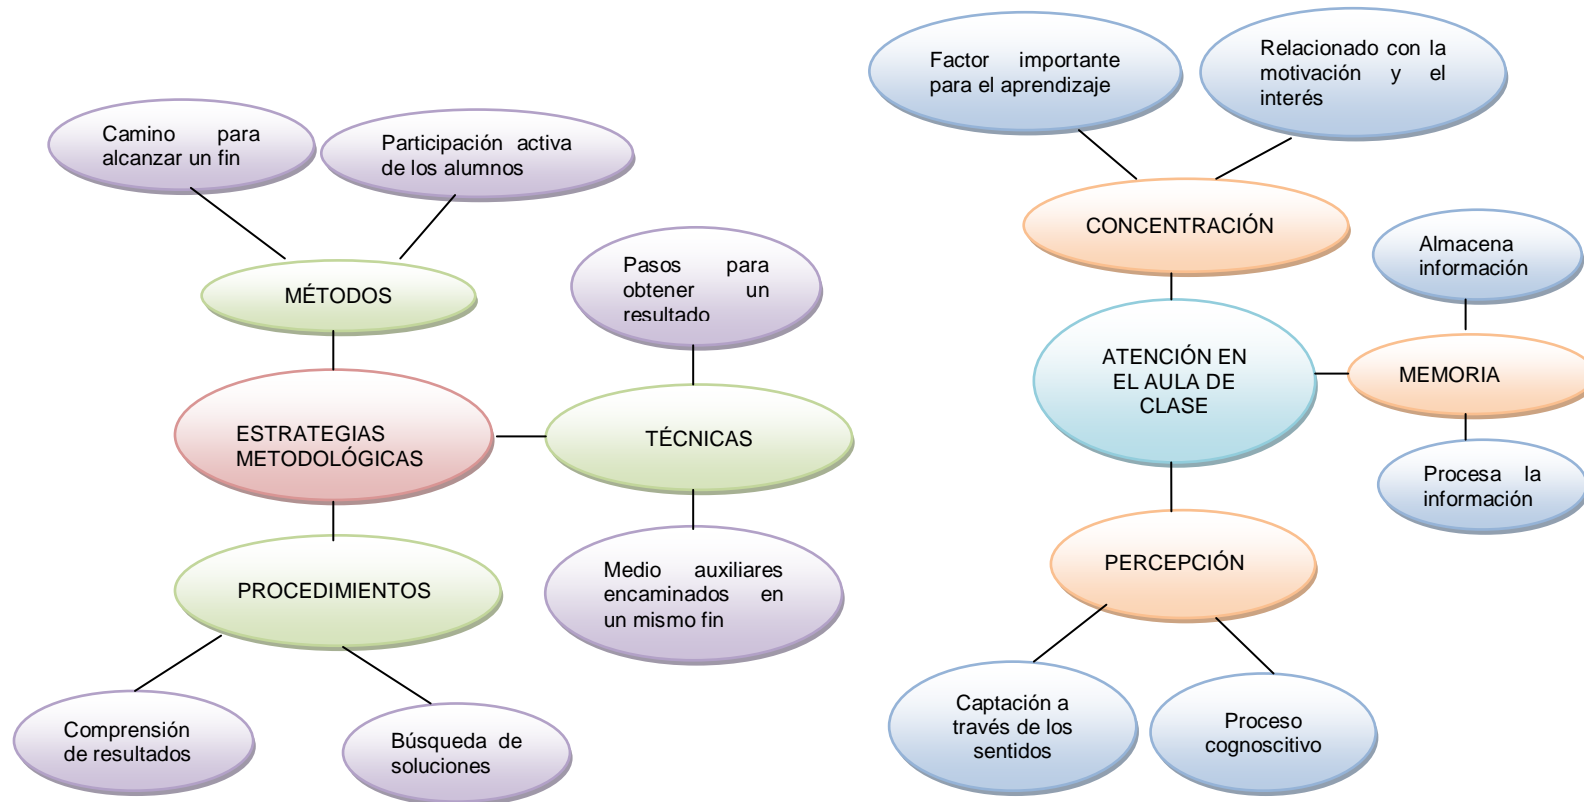 Camino para
alcanzar un fin
Participación activa
de los alumnos
MÉTODOS
Pasos para
obtener un
resultado
ESTRATEGIAS
METODOLÓGICAS
TÉCNICAS
PROCEDIMIENTOS
Medio auxiliares
encaminados en
un mismo fin
Comprensión
de resultados
Búsqueda de
soluciones
Factor importante
para el aprendizaje
Relacionado con la
motivación y el
interés
CONCENTRACIÓN
Almacena
información
ATENCIÓN EN
EL AULA DE
CLASE
MEMORIA
Procesa la
información
PERCEPCIÓN
Captación a
través de los
sentidos
Proceso
cognoscitivo